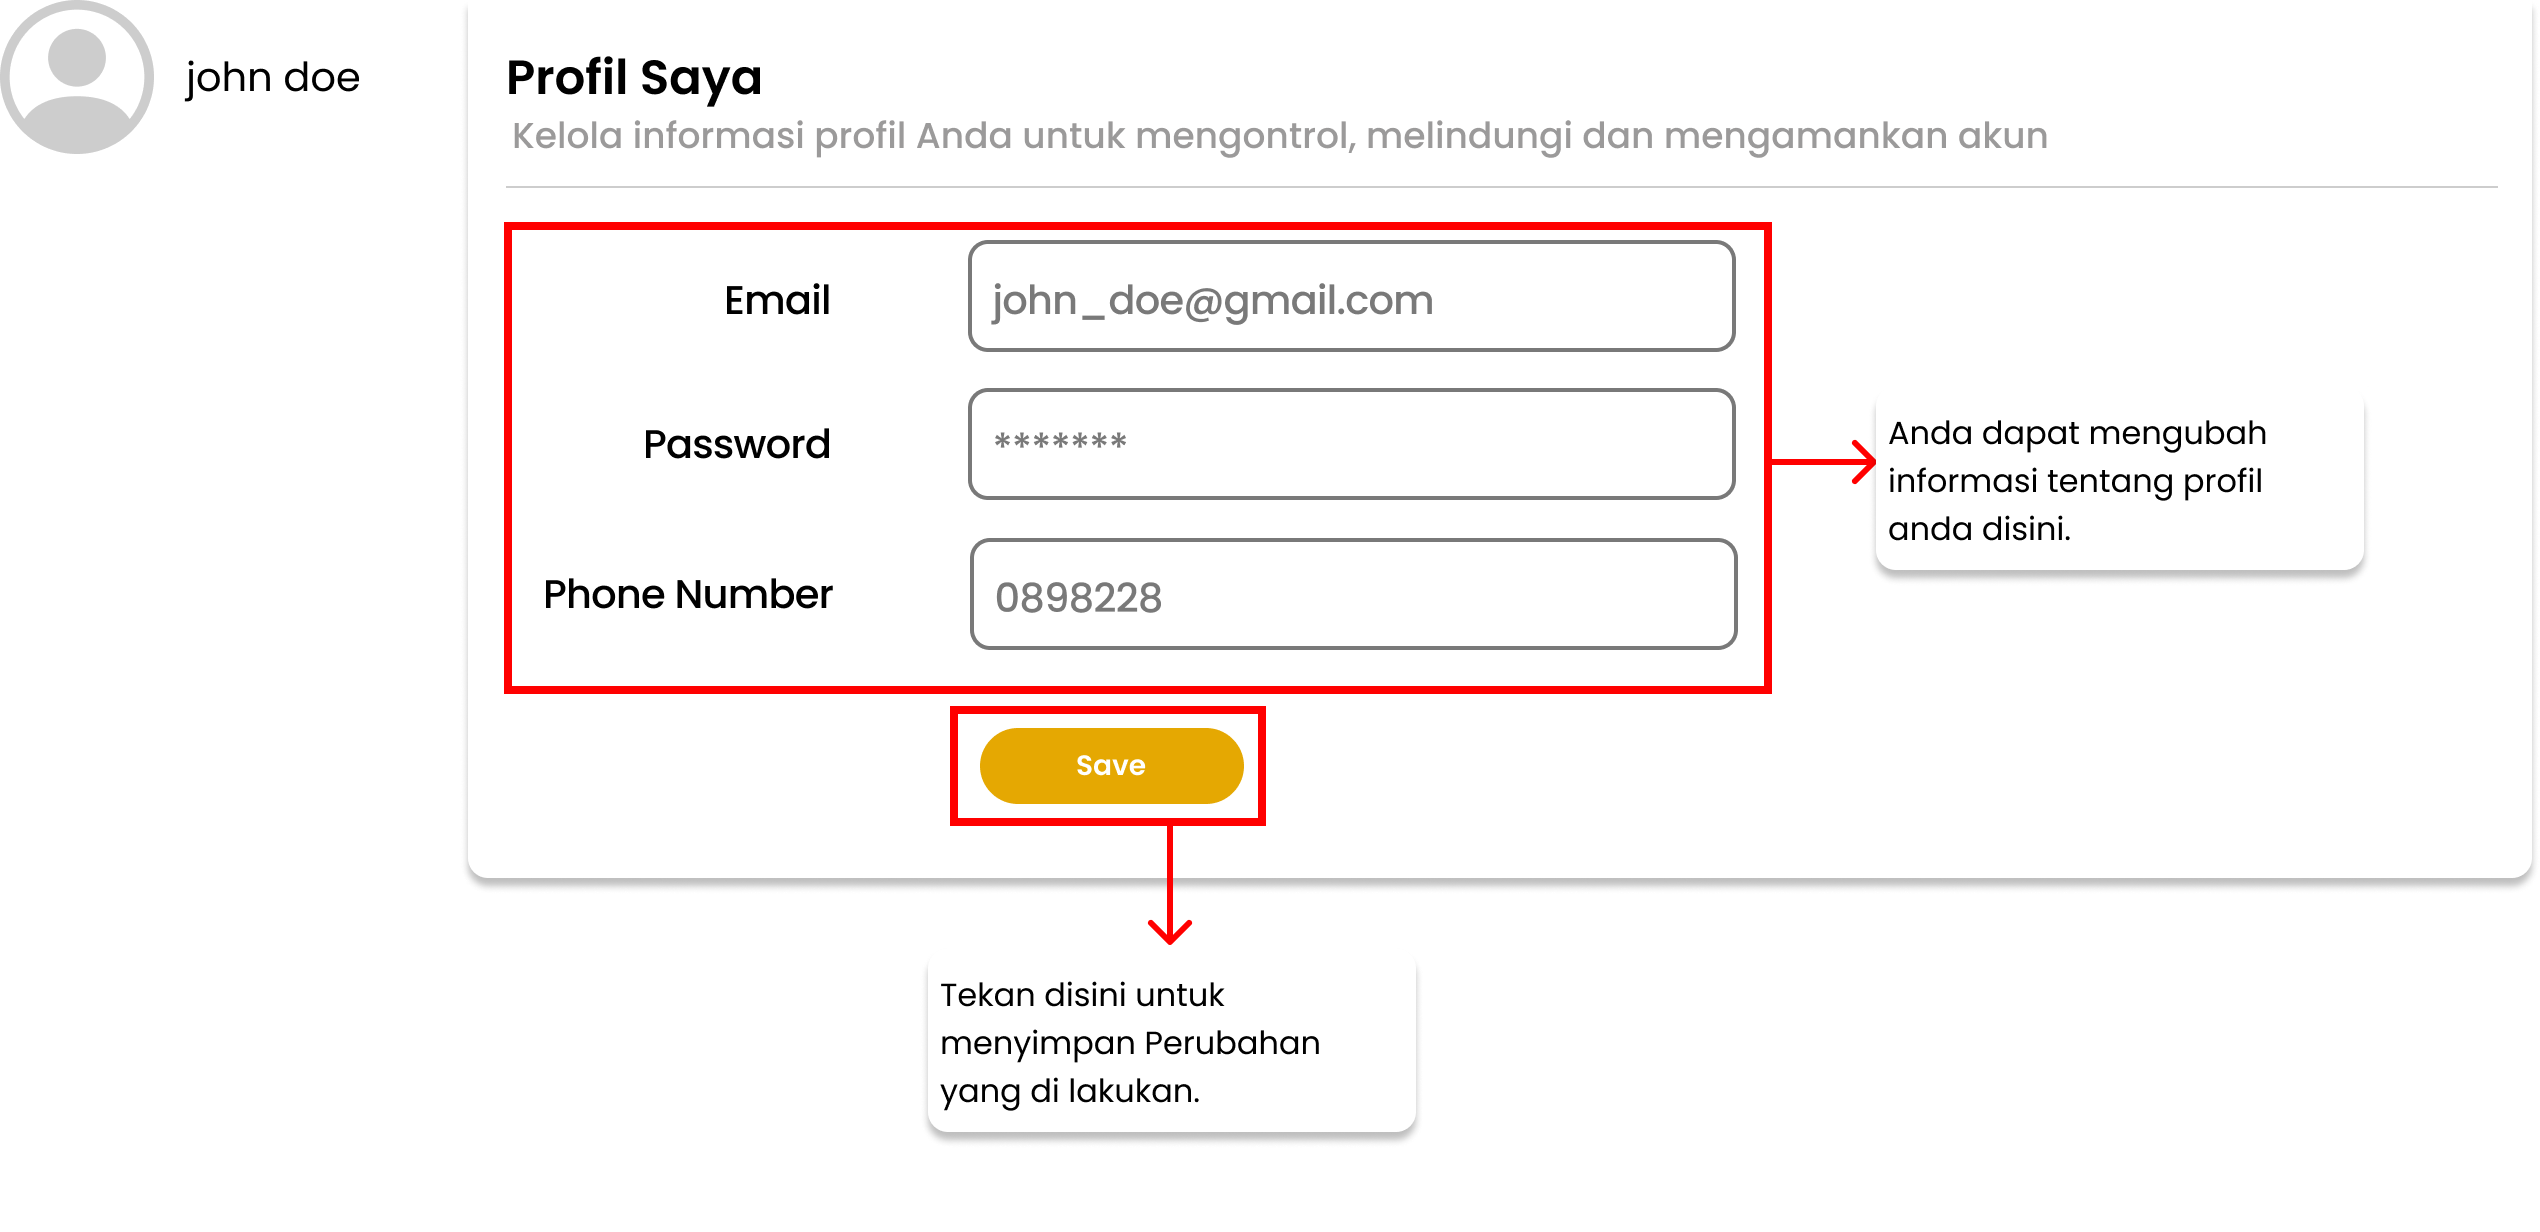 john doe
Profil Saya
Kelola informasi profil Anda untuk mengontrol, melindungi dan mengamankan akun
Email
john_doe@gmail.com
Password
*******
Phone Number
0898228
Anda dapat mengubah
informasi tentang profil
anda disini.
Save
Tekan disini untuk
menyimpan Perubahan
yang di lakukan.